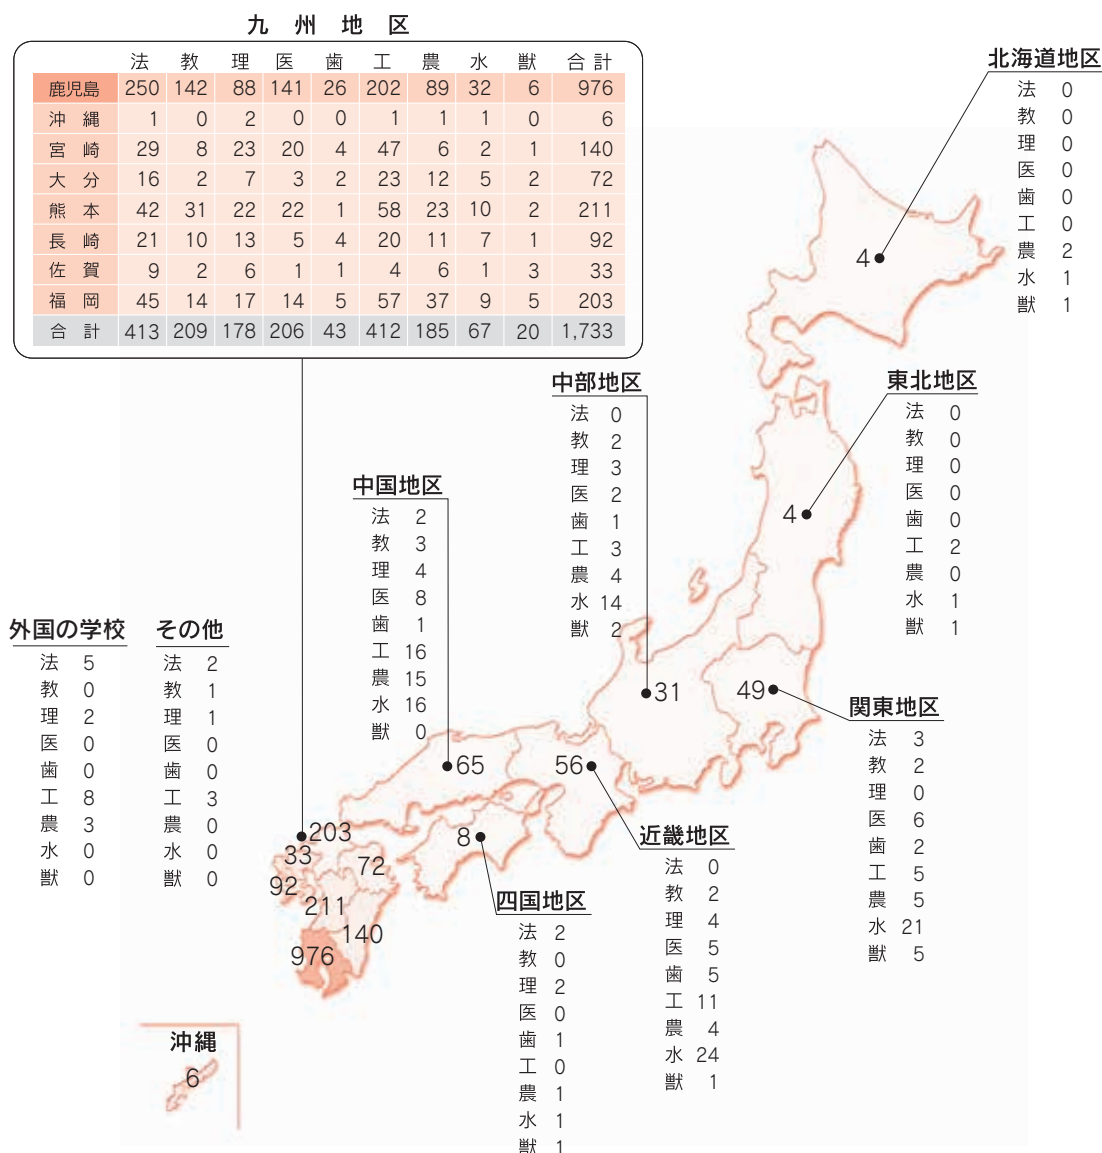 九州地区
法 教 理 医 歯 工 農 水 獣 合計
鹿児島 250 142 88 141 26 202 89 32 6 976
沖縄 1 0 2 0 0 1 1 1 0 6
宮崎 29 8 23 20 4 47 6 2 1 140
大分 16 2 7 3 2 23 12 5 2 72
熊本 42 31 22 22 1 58 23 10 2 211
長崎 21 10 13 5 4 20 11 7 1 92
佐賀 9 2 6 1 1 4 6 1 3 33
福岡 45 14 17 14 5 57 37 9 5 203
合計 413 209 178 206 43 412 185 67 20 1,733
北海道地区
法 0
教 0
理 0
医 0
歯 0
工 0
農 2
水 1
獣 1
4
東北地区
法 0
教 0
理 0
医 0
歯 0
工 2
農 0
水 1
獣 1
4
中部地区
法 0
教 2
理 3
医 2
歯 1
工 3
農 4
水 14
獣 2
31
中国地区
法 2
教 3
理 4
医 8
歯 1
工 16
農 15
水 16
獣 0
65
外国の学校
法 5
教 0
理 2
医 0
歯 0
工 8
農 3
水 0
獣 0
その他
法 2
教 1
理 1
医 0
歯 0
工 3
農 0
水 0
獣 0
49
関東地区
法 3
教 2
理 0
医 6
歯 2
工 5
農 5
水 21
獣 5
56
近畿地区
法 0
教 2
理 4
医 5
歯 5
工 11
農 4
水 24
獣 1
8
四国地区
法 2
教 0
理 2
医 0
歯 1
工 0
農 1
水 1
獣 1
203
33
72
92
211
140
976
沖縄
6